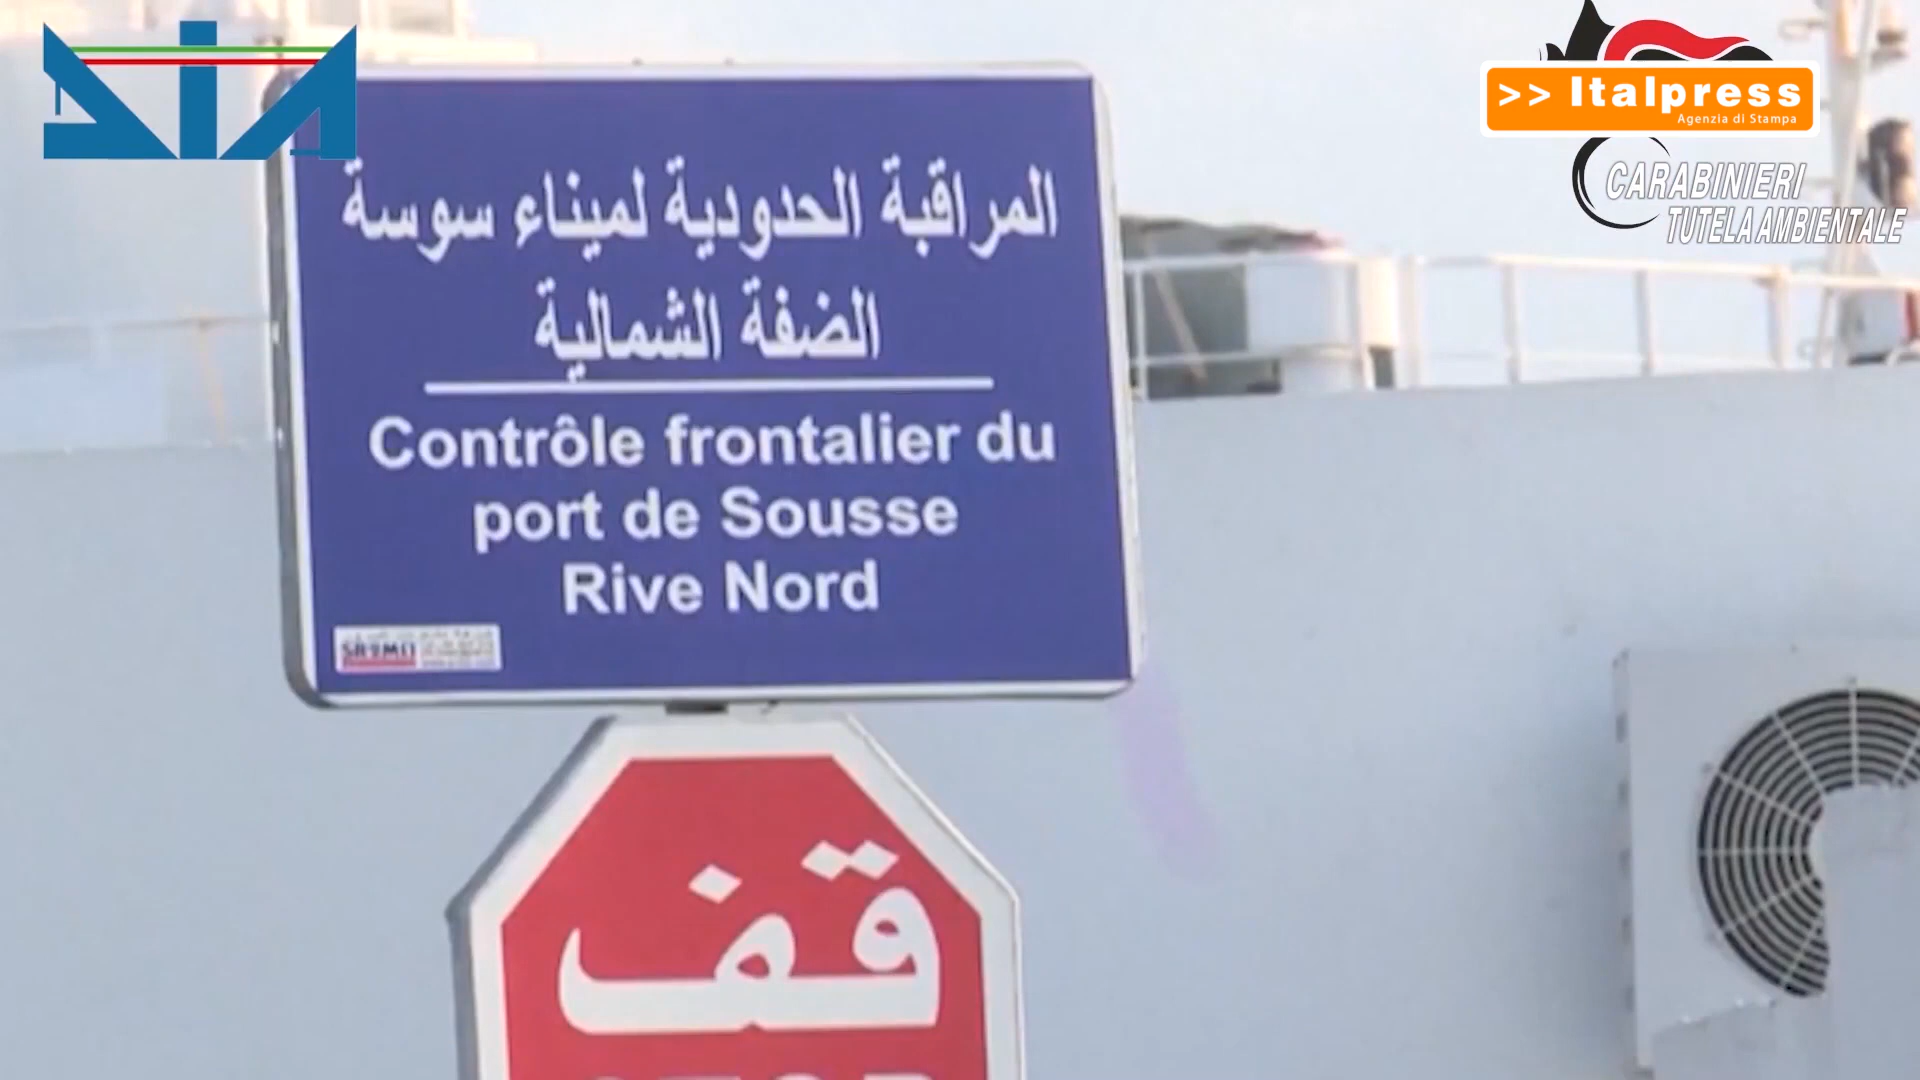 DIA
>> Italpress
Agenzia di Stampa
CARABINIERI
TUTELA AMBIENTALE
المراقبة الحدودية لميناء سوسة
الضفة الشمالية
Contrôle frontalier du
port de Sousse
Rive Nord
قف